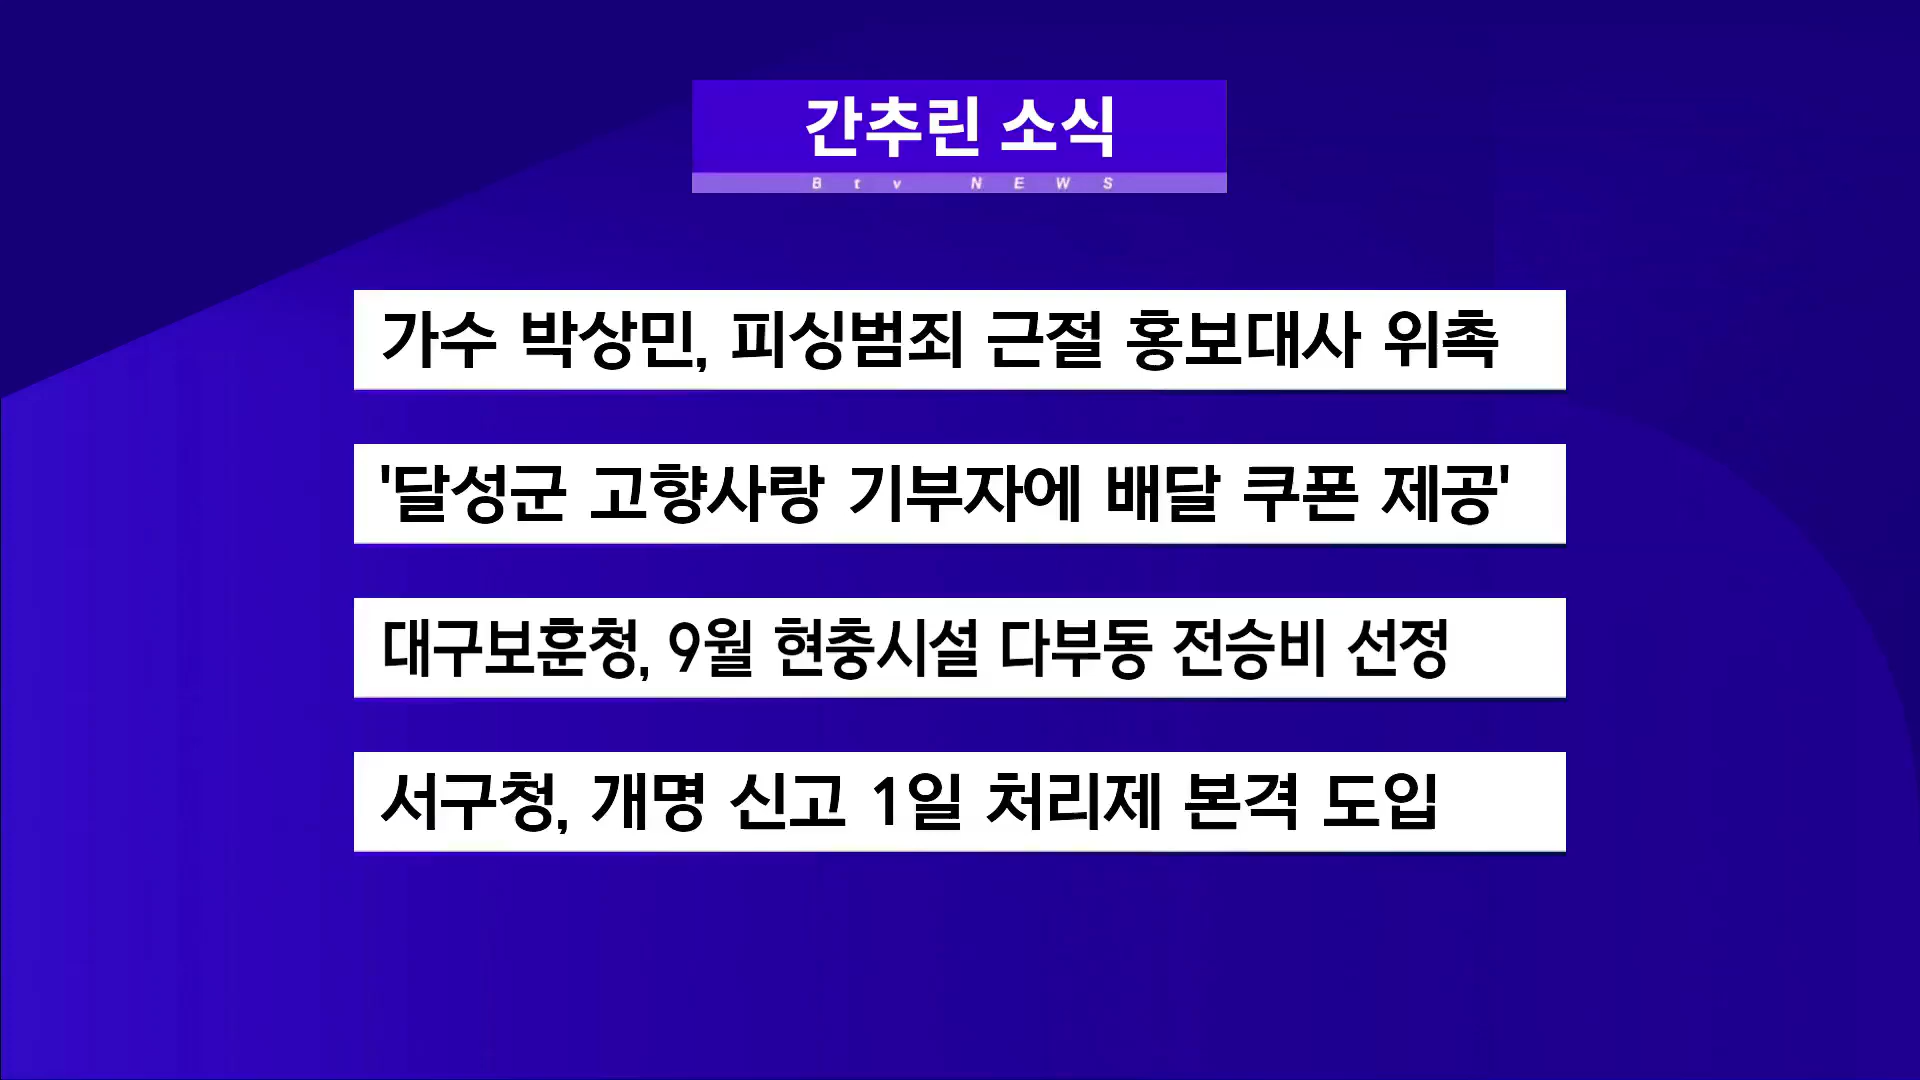 간추린 소식
Btv NEWS
가수 박상민, 피싱범죄 근절 홍보대사 위촉
'달성군 고향사랑 기부자에 배달 쿠폰 제공'
대구보훈청, 9월 현충시설 다부동 전승비 선정
서구청, 개명 신고 1일 처리제 본격 도입